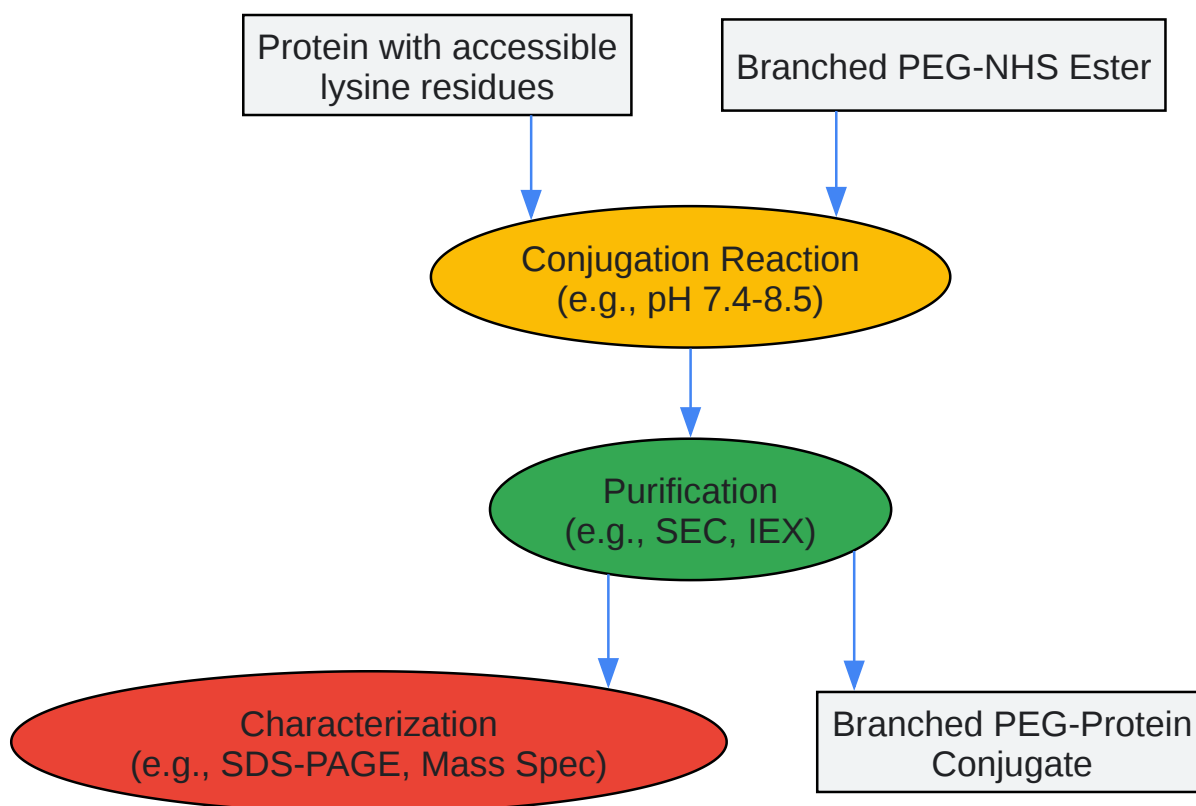 Protein with accessible
lysine residues
Branched PEG-NHS Ester
Conjugation Reaction
(e.g., pH 7.4-8.5)
Purification
(e.g., SEC, IEX)
Characterization
(e.g., SDS-PAGE, Mass Spec)
Branched PEG-Protein
Conjugate